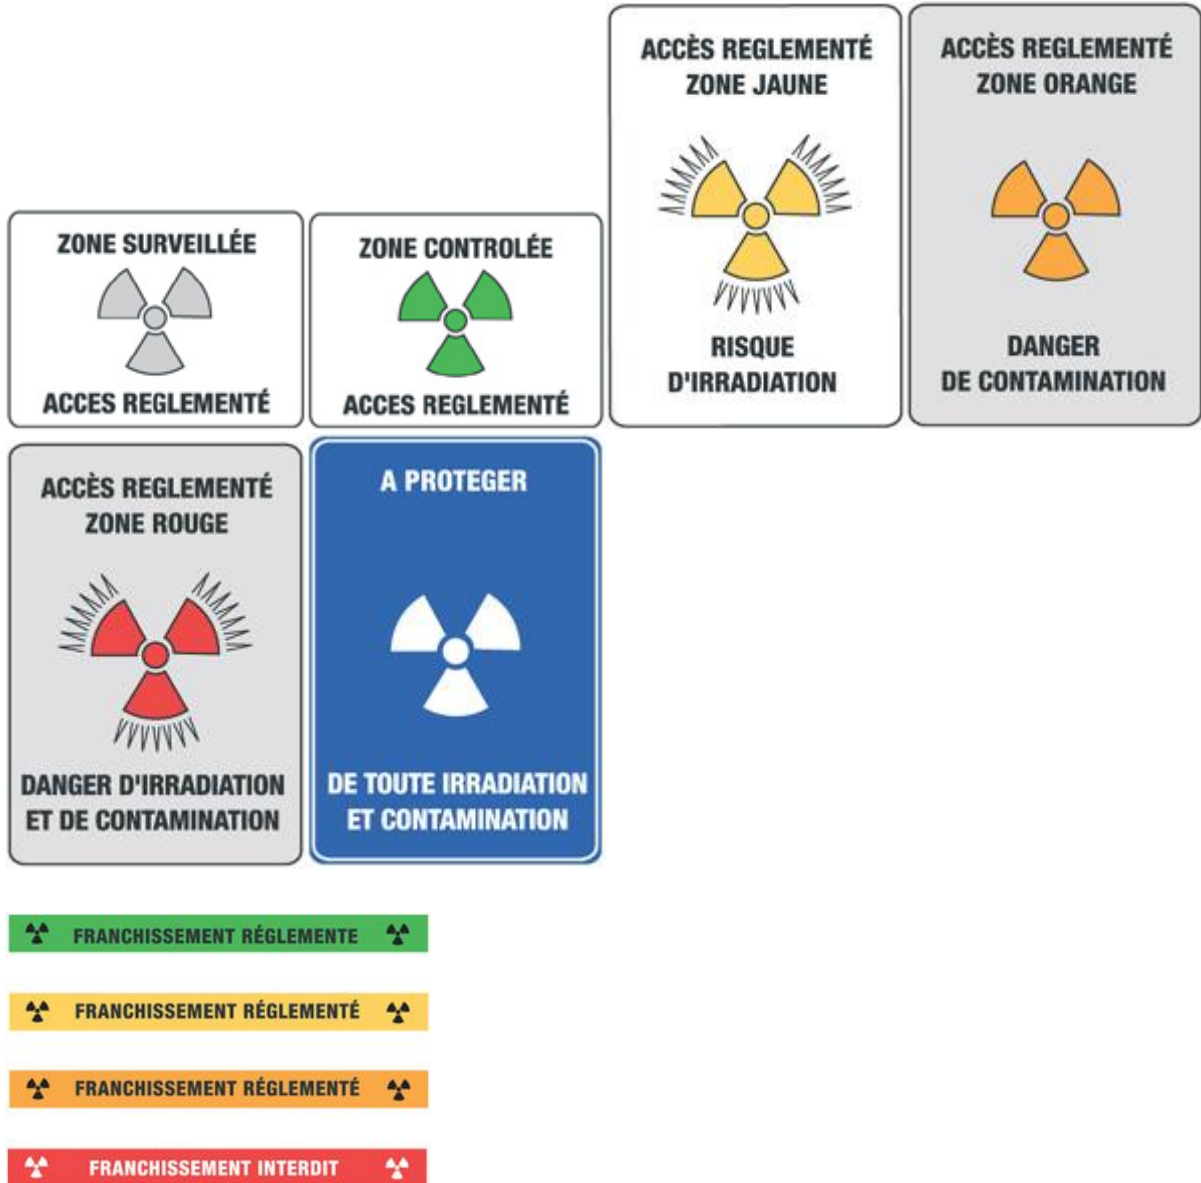 ACCÈS REGLEMENTÉ
ZONE JAUNE
RISQUE
D'IRRADIATION
ACCÈS REGLEMENTÉ
ZONE ORANGE
DANGER
DE CONTAMINATION
ZONE SURVEILLÉE
ACCES REGLEMENTÉ
ZONE CONTROLÉE
ACCES REGLEMENTÉ
ACCÈS REGLEMENTÉ
ZONE ROUGE
DANGER D'IRRADIATION
ET DE CONTAMINATION
A PROTEGER
DE TOUTE IRRADIATION
ET CONTAMINATION
FRANCHISSEMENT RÉGLEMENTE
FRANCHISSEMENT RÉGLEMENTÉ
FRANCHISSEMENT RÉGLEMENTÉ
FRANCHISSEMENT INTERDIT